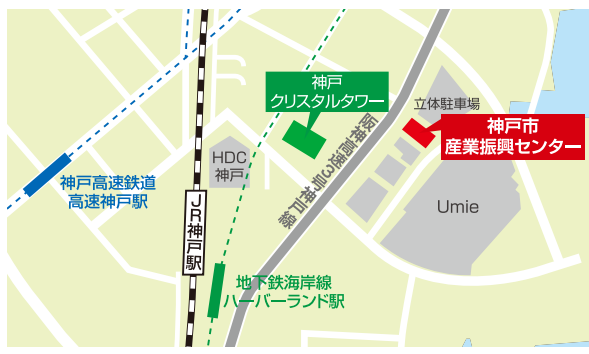 神戸
クリスタルタワー
立体駐車場
神戸市
産業振興センター
阪神高速3号神戸線
HDC
神戸
神戸高速鉄道
高速神戸駅
JR神戸駅
Umie
地下鉄海岸線
ハーバーランド駅